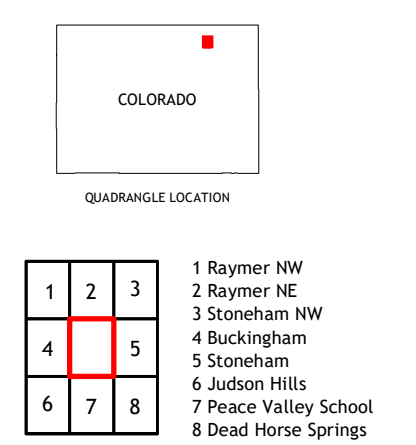 COLORADO
QUADRANGLE LOCATION
1 2 3
4 5
6 7 8
1 Raymer NW
2 Raymer NE
3 Stoneham NW
4 Buckingham
5 Stoneham
6 Judson Hills
7 Peace Valley School
8 Dead Horse Springs